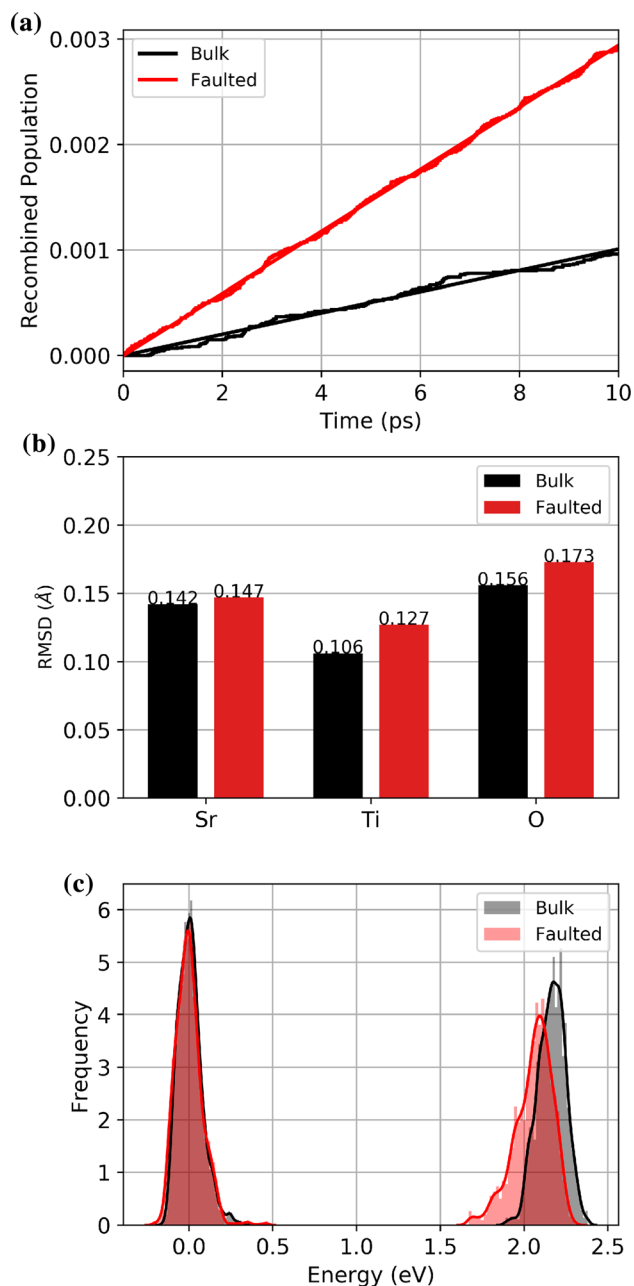 (a)
0.003
0.002
0.001
0.000
Recombined Population
Bulk
Faulted
0 2 4 6 8 10
Time (ps)
(b)
0.25
0.20
0.15
0.10
0.05
0.00
RMSD (Å)
Bulk
Faulted
0.142 0.147 0.106 0.127 0.156 0.173
Sr Ti O
(c)
6
5
4
3
2
1
0
Frequency
Bulk
Faulted
0.0 0.5 1.0 1.5 2.0 2.5
Energy (eV)